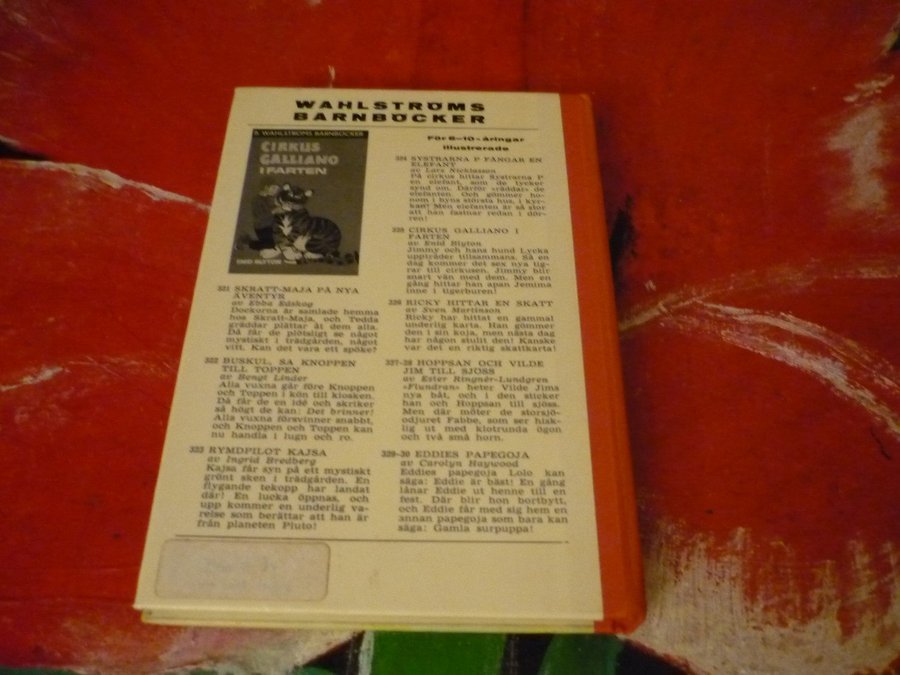 WAHLSTRÖMS
BARNBÖCKER
B. WAHLSTRÖMS BARNBÖCKER
CIRKUS
GALLIANO
I FARTEN
ENID BLYTON
321 SKRATT-MAJA PÅ NYA
ÄVENTYR
av Ebba Edskog
Dockorna är samlade hemma
hos Skratt-Maja, och Tedda
gräddar plättar åt dem alla.
Då får de plötsligt se något
mystiskt i trädgården, något
vitt. Kan det vara ett spöke?
322 BUSKUL, SA KNOPPEN
TILL TOPPEN
av Bengt Linder
Alla vuxna går före Knoppen
och Toppen i kön till kiosken.
Då får de en idé och skriker
så högt de kan: Det brinner!
Alla vuxna försvinner snabbt,
och Knoppen och Toppen kan
nu handla i lugn och ro.
323 RYMDPILOT KAJSA
av Ingrid Bredberg
Kajsa får syn på ett mystiskt
grönt sken i trädgården. En
flygande tekopp har landat
där! En lucka öppnas, och
upp kommer en underlig va-
relse som berättar att han är
från planeten Pluto!
För 6–10-åringar
illustrerade
324 SYSTRARNA P FÅNGAR EN
ELEFANT
av Lars Nicklasson
På cirkus hittar Systrarna P
en elefant, som de tycker
synd om. Därför »räddar» de
elefanten. Och gömmer ho-
nom i byns största hus, i kyr-
kan! Men elefanten är så stor
att han fastnar redan i dör-
ren!
325 CIRKUS GALLIANO I
FARTEN
av Enid Blyton
Jimmy och hans hund Lycka
uppträder tillsammans. Så en
dag kommer det sex nya tig-
rar till cirkusen. Jimmy blir
snart vän med dem. Men en
gång hittar han apan Jemima
inne i tigerburen!
326 RICKY HITTAR EN SKATT
av Sven Martinson
Ricky har hittat en gammal
underlig karta. Han gömmer
den i sin koja, men nästa dag
har någon stulit den! Kanske
var det en riktig skattkarta!
327–28 HOPPSAN OCH VILDE
JIM TILL SJÖSS
av Ester Ringnér-Lundgren
»Flundran» heter Vilde Jims
nya båt, och i den sticker
han och Hoppsan till sjöss.
Men där möter de storsjö-
odjuret Fabbe, som ser hisk-
lig ut med klotrunda ögon
och två små horn.
329–30 EDDIES PAPEGOJA
av Carolyn Haywood
Eddies papegoja Lolo kan
säga: Eddie är bäst! En gång
lånar Eddie ut henne till en
fest. Där blir hon bortbytt,
och Eddie får med sig hem en
annan papegoja som bara kan
säga: Gamla surpuppa!